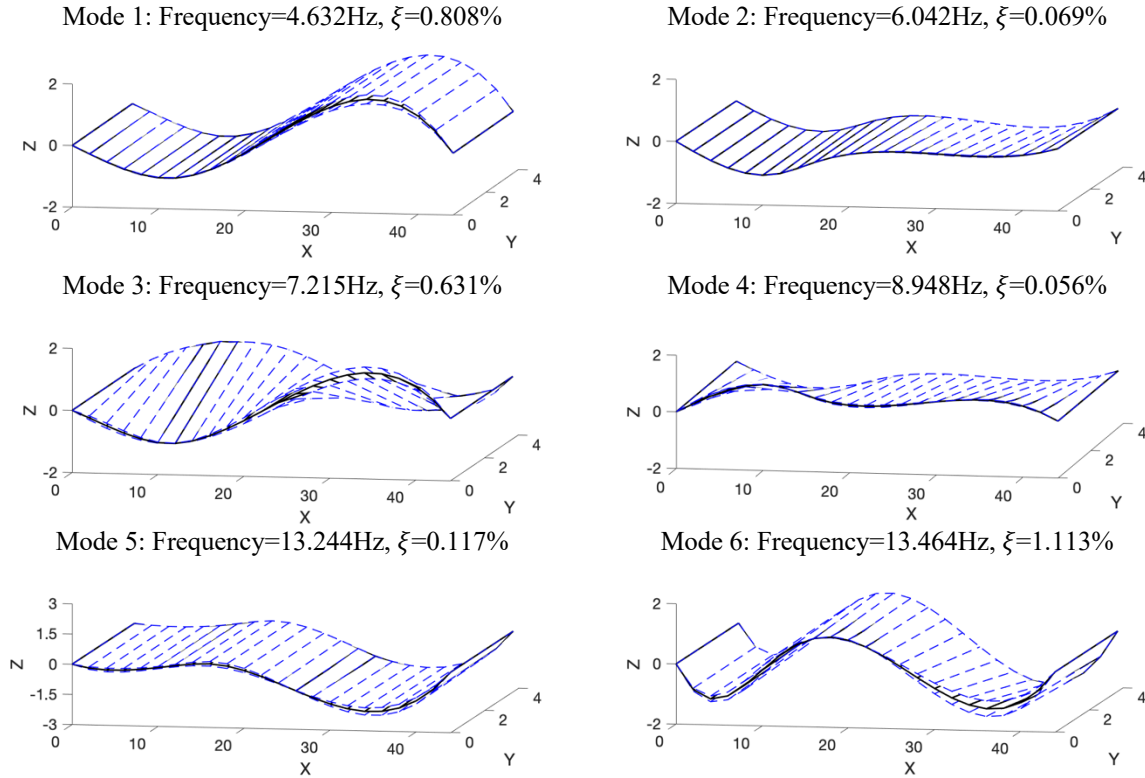 Mode 1: Frequency=4.632Hz, ξ=0.808%
2
0
-2
Z
0
10
20
30
40
X
0
2
4
Y
Mode 2: Frequency=6.042Hz, ξ=0.069%
2
0
-2
Z
0
10
20
30
40
X
0
2
4
Y
Mode 3: Frequency=7.215Hz, ξ=0.631%
2
0
-2
Z
0
10
20
30
40
X
0
2
4
Y
Mode 4: Frequency=8.948Hz, ξ=0.056%
2
0
-2
Z
0
10
20
30
40
X
0
2
4
Y
Mode 5: Frequency=13.244Hz, ξ=0.117%
3
1.5
0
-1.5
-3
Z
0
10
20
30
40
X
0
2
4
Y
Mode 6: Frequency=13.464Hz, ξ=1.113%
2
0
-2
Z
0
10
20
30
40
X
0
2
4
Y